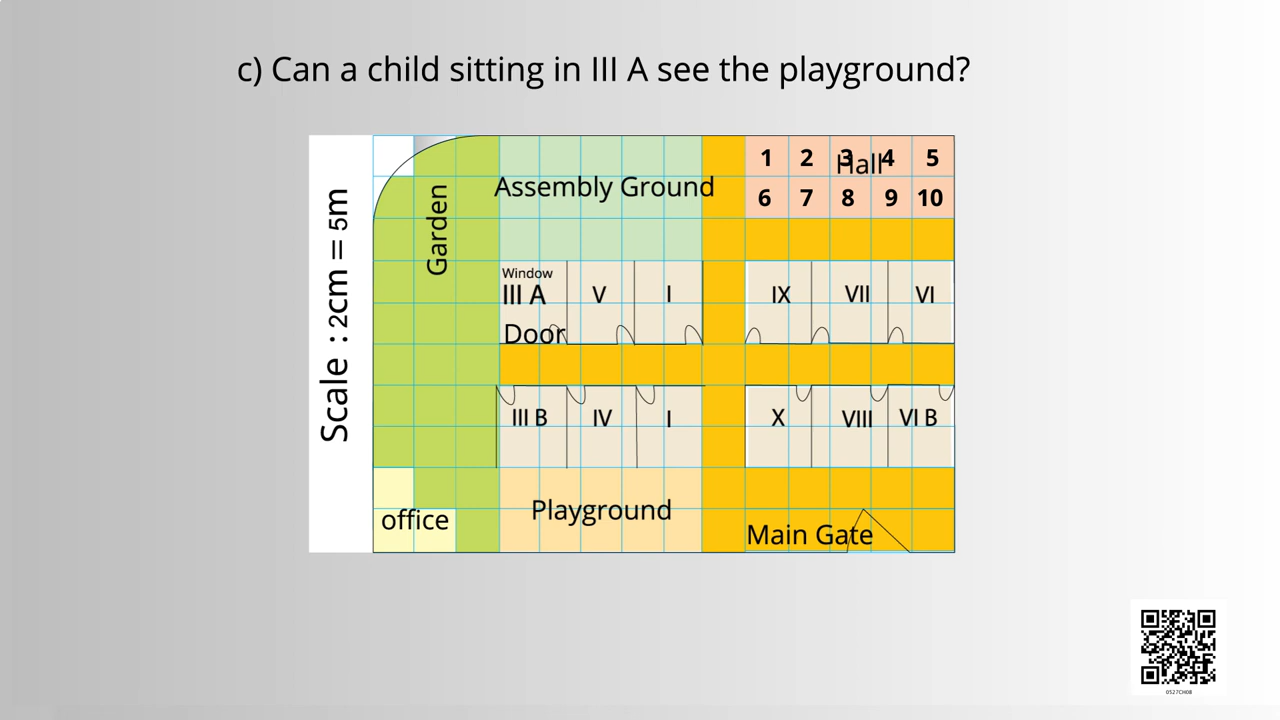 c) Can a child sitting in III A see the playground?
Scale : 2cm = 5m
Garden
Assembly Ground
Hall
1 2 3 4 5
6 7 8 9 10
Window
III A
V
I
IX
VII
VI
Door
III B
IV
I
X
VIII
VI B
office
Playground
Main Gate
0527CH08